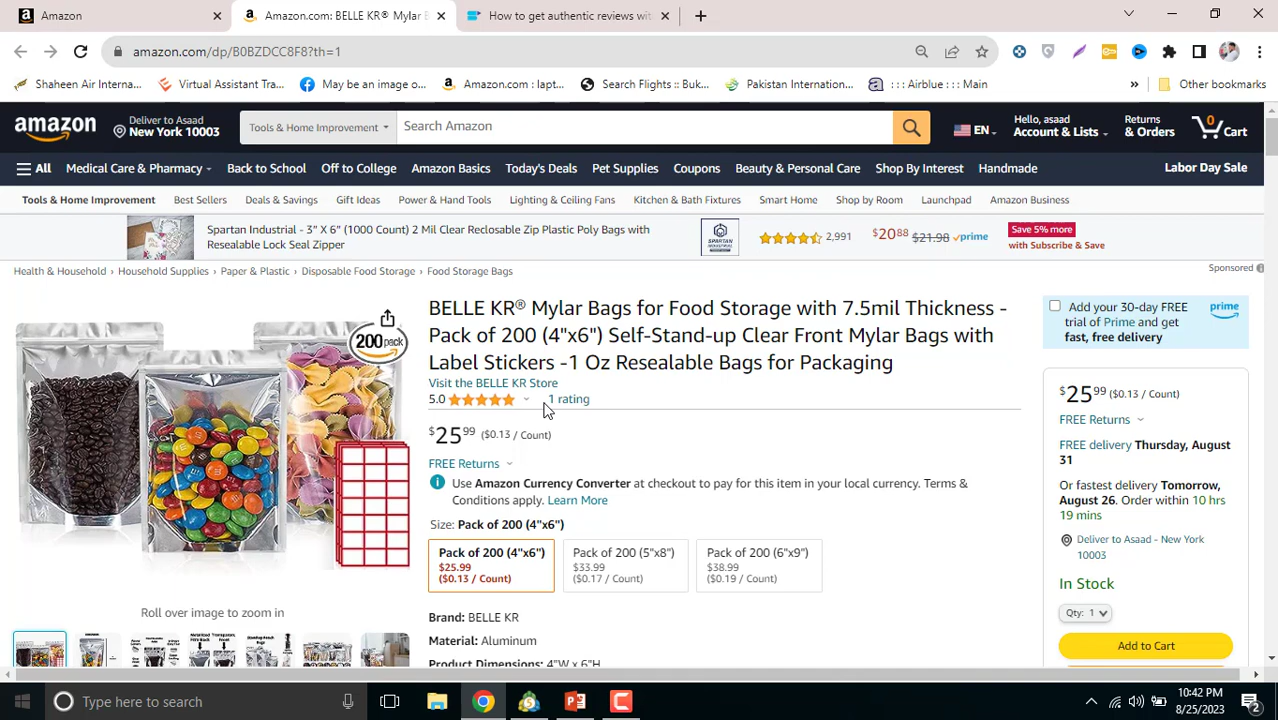 Amazon
Amazon.com: BELLE KR® Mylar B
How to get authentic reviews with
amazon.com/dp/B0BZDCC8F8?th=1
Shaheen Air Interna...
Virtual Assistant Tra...
May be an image o...
Amazon.com : lapt...
Search Flights :: Buk...
Pakistan Internation...
: : : Airblue : : : Main
»
Other bookmarks
amazon
Deliver to Asaad
New York 10003
Tools & Home Improvement
Search Amazon
EN
Hello, asaad
Account & Lists
Returns
& Orders
0
Cart
All
Medical Care & Pharmacy
Back to School
Off to College
Amazon Basics
Today's Deals
Pet Supplies
Coupons
Beauty & Personal Care
Shop By Interest
Handmade
Labor Day Sale
Tools & Home Improvement
Best Sellers
Deals & Savings
Gift Ideas
Power & Hand Tools
Lighting & Ceiling Fans
Kitchen & Bath Fixtures
Smart Home
Shop by Room
Launchpad
Amazon Business
Spartan Industrial - 3" X 6" (1000 Count) 2 Mil Clear Reclosable Zip Plastic Poly Bags with
Resealable Lock Seal Zipper
SPARTAN
2,991
$20.88
$21.98
prime
Save 5% more
with Subscribe & Save
Sponsored
Health & Household › Household Supplies › Paper & Plastic › Disposable Food Storage › Food Storage Bags
200 pack
BELLE KR® Mylar Bags for Food Storage with 7.5mil Thickness -
Pack of 200 (4"x6") Self-Stand-up Clear Front Mylar Bags with
Label Stickers -1 Oz Resealable Bags for Packaging
Visit the BELLE KR Store
5.0
1 rating
$25.99 ($0.13 / Count)
FREE Returns
Use Amazon Currency Converter at checkout to pay for this item in your local currency. Terms &
Conditions apply. Learn More
Size: Pack of 200 (4"x6")
Pack of 200 (4"x6")
$25.99
($0.13 / Count)
Pack of 200 (5"x8")
$33.99
($0.17 / Count)
Pack of 200 (6"x9")
$38.99
($0.19 / Count)
Brand: BELLE KR
Material: Aluminum
Product Dimensions: 4"W x 6"H
Roll over image to zoom in
Add your 30-day FREE
trial of Prime and get
fast, free delivery
prime
$25.99 ($0.13 / Count)
FREE Returns
FREE delivery Thursday, August
31
Or fastest delivery Tomorrow,
August 26. Order within 10 hrs
19 mins
Deliver to Asaad - New York
10003
In Stock
Qty: 1
Add to Cart
Type here to search
10:42 PM
8/25/2023
2